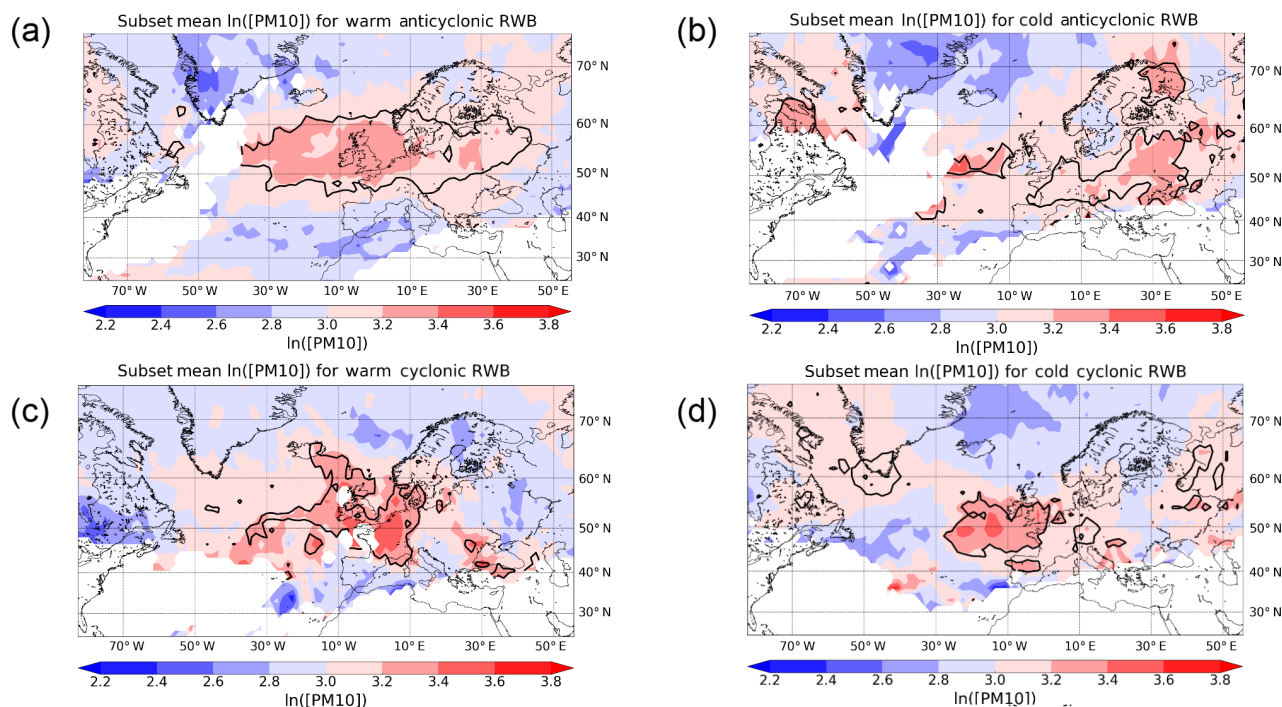 (a)
Subset mean ln([PM10]) for warm anticyclonic RWB
70° N
60° N
50° N
40° N
30° N
70° W 50° W 30° W 10° W 10° E 30° E 50° E
2.2 2.4 2.6 2.8 3.0 3.2 3.4 3.6 3.8
ln([PM10])
(b)
Subset mean ln([PM10]) for cold anticyclonic RWB
70° N
60° N
50° N
40° N
30° N
70° W 50° W 30° W 10° W 10° E 30° E 50° E
2.2 2.4 2.6 2.8 3.0 3.2 3.4 3.6 3.8
ln([PM10])
(c)
Subset mean ln([PM10]) for warm cyclonic RWB
70° N
60° N
50° N
40° N
30° N
70° W 50° W 30° W 10° W 10° E 30° E 50° E
2.2 2.4 2.6 2.8 3.0 3.2 3.4 3.6 3.8
ln([PM10])
(d)
Subset mean ln([PM10]) for cold cyclonic RWB
70° N
60° N
50° N
40° N
30° N
70° W 50° W 30° W 10° W 10° E 30° E 50° E
2.2 2.4 2.6 2.8 3.0 3.2 3.4 3.6 3.8
ln([PM10])